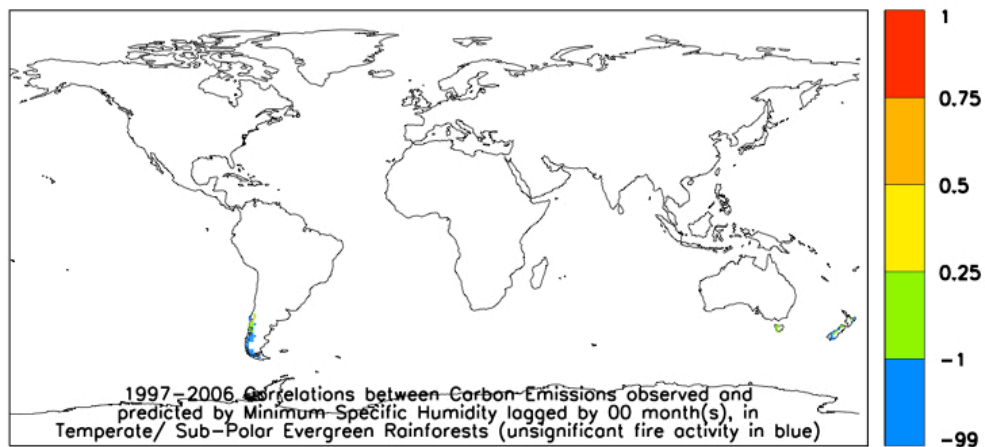 1
0.75
0.5
0.25
-1
-99
1997-2006 Correlations between Carbon Emissions observed and
predicted by Minimum Specific Humidity lagged by 00 month(s), in
Temperate/ Sub-Polar Evergreen Rainforests (unsignificant fire activity in blue)